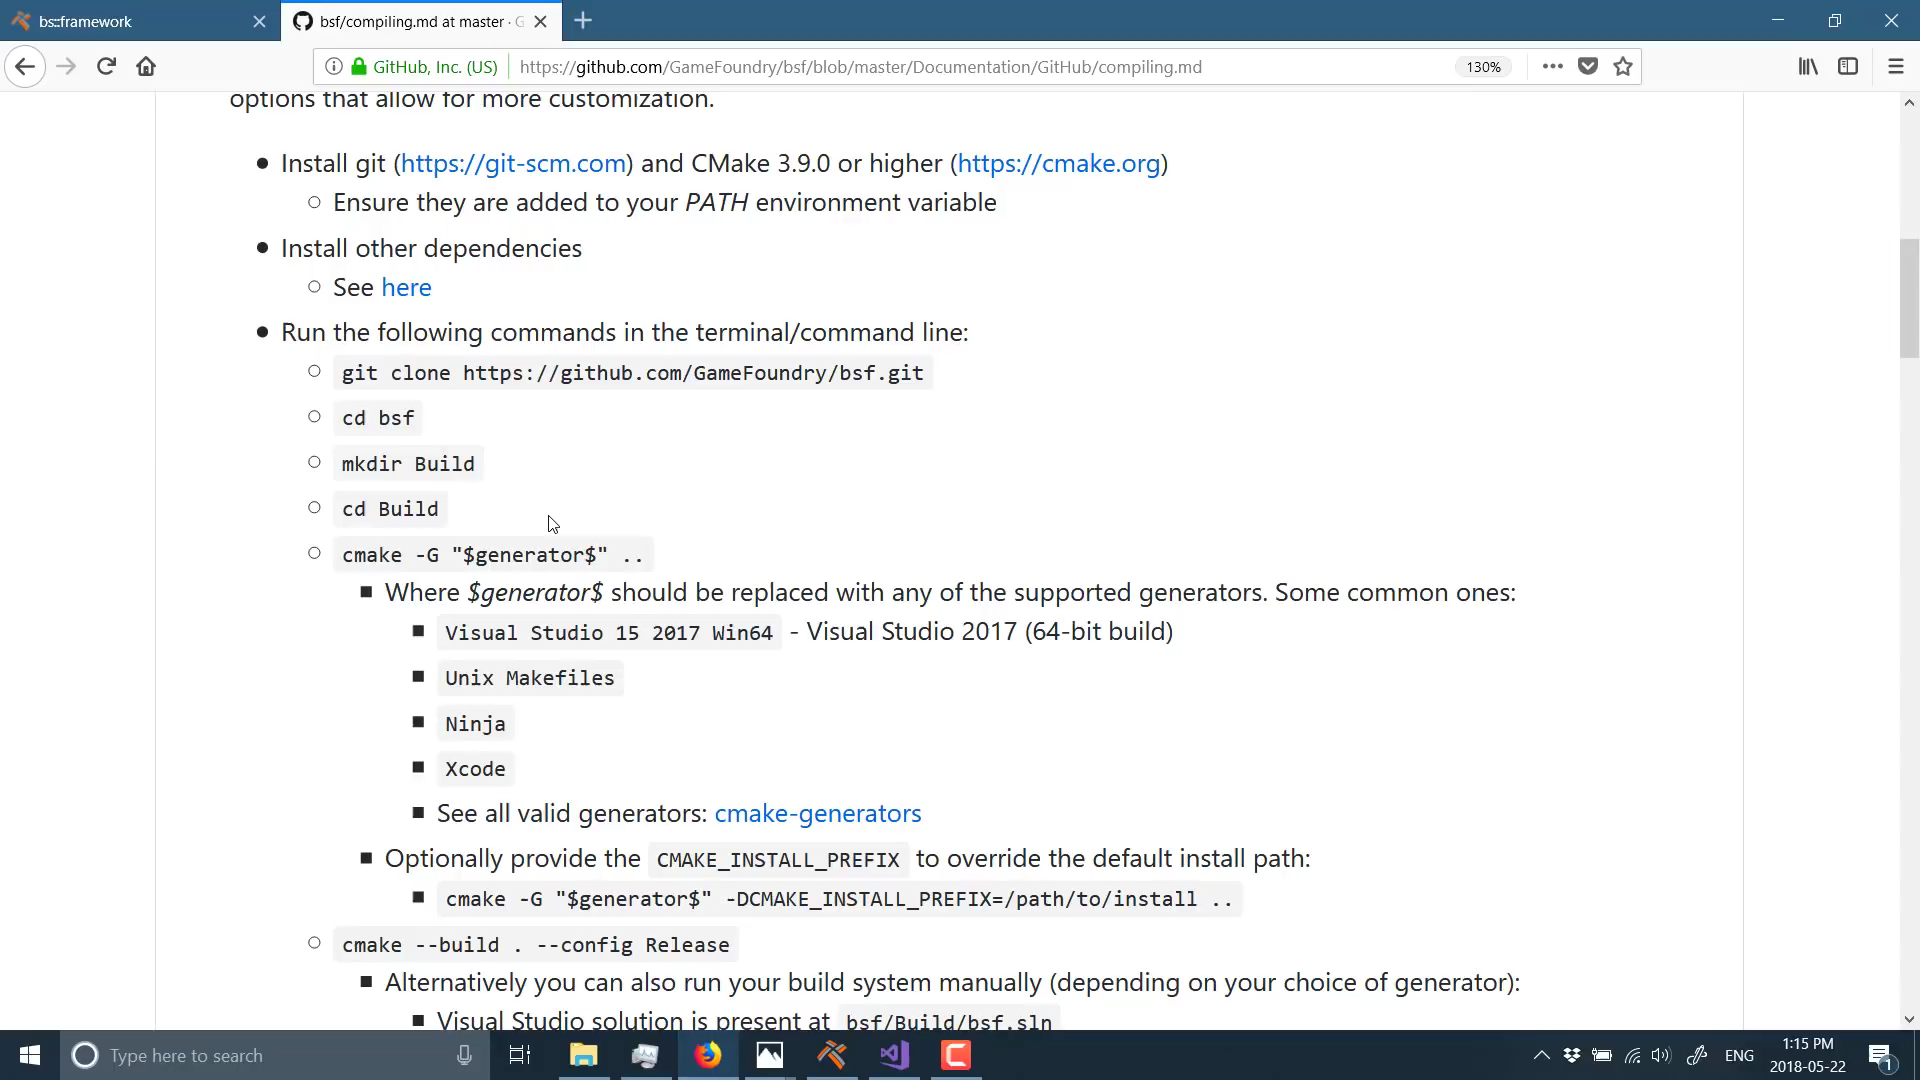 bs::framework
bsf/compiling.md at master · G
GitHub, Inc. (US)
https://github.com/GameFoundry/bsf/blob/master/Documentation/GitHub/compiling.md
130%
options that allow for more customization.
Install git (https://git-scm.com) and CMake 3.9.0 or higher (https://cmake.org)
Ensure they are added to your PATH environment variable
Install other dependencies
See here
Run the following commands in the terminal/command line:
git clone https://github.com/GameFoundry/bsf.git
cd bsf
mkdir Build
cd Build
cmake -G "$generator$" ..
Where $generator$ should be replaced with any of the supported generators. Some common ones:
Visual Studio 15 2017 Win64 - Visual Studio 2017 (64-bit build)
Unix Makefiles
Ninja
Xcode
See all valid generators: cmake-generators
Optionally provide the CMAKE_INSTALL_PREFIX to override the default install path:
cmake -G "$generator$" -DCMAKE_INSTALL_PREFIX=/path/to/install ..
cmake --build . --config Release
Alternatively you can also run your build system manually (depending on your choice of generator):
Visual Studio solution is present at bsf/Build/bsf.sln
Type here to search
ENG
1:15 PM
2018-05-22
1